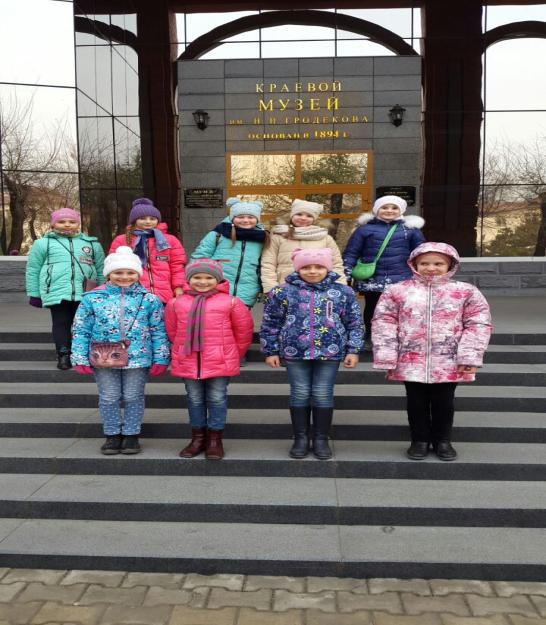 КРАЕВОЙ
МУЗЕЙ
им. Н.И. ГРОДЕКОВА
ОСНОВАН В 1894 г.